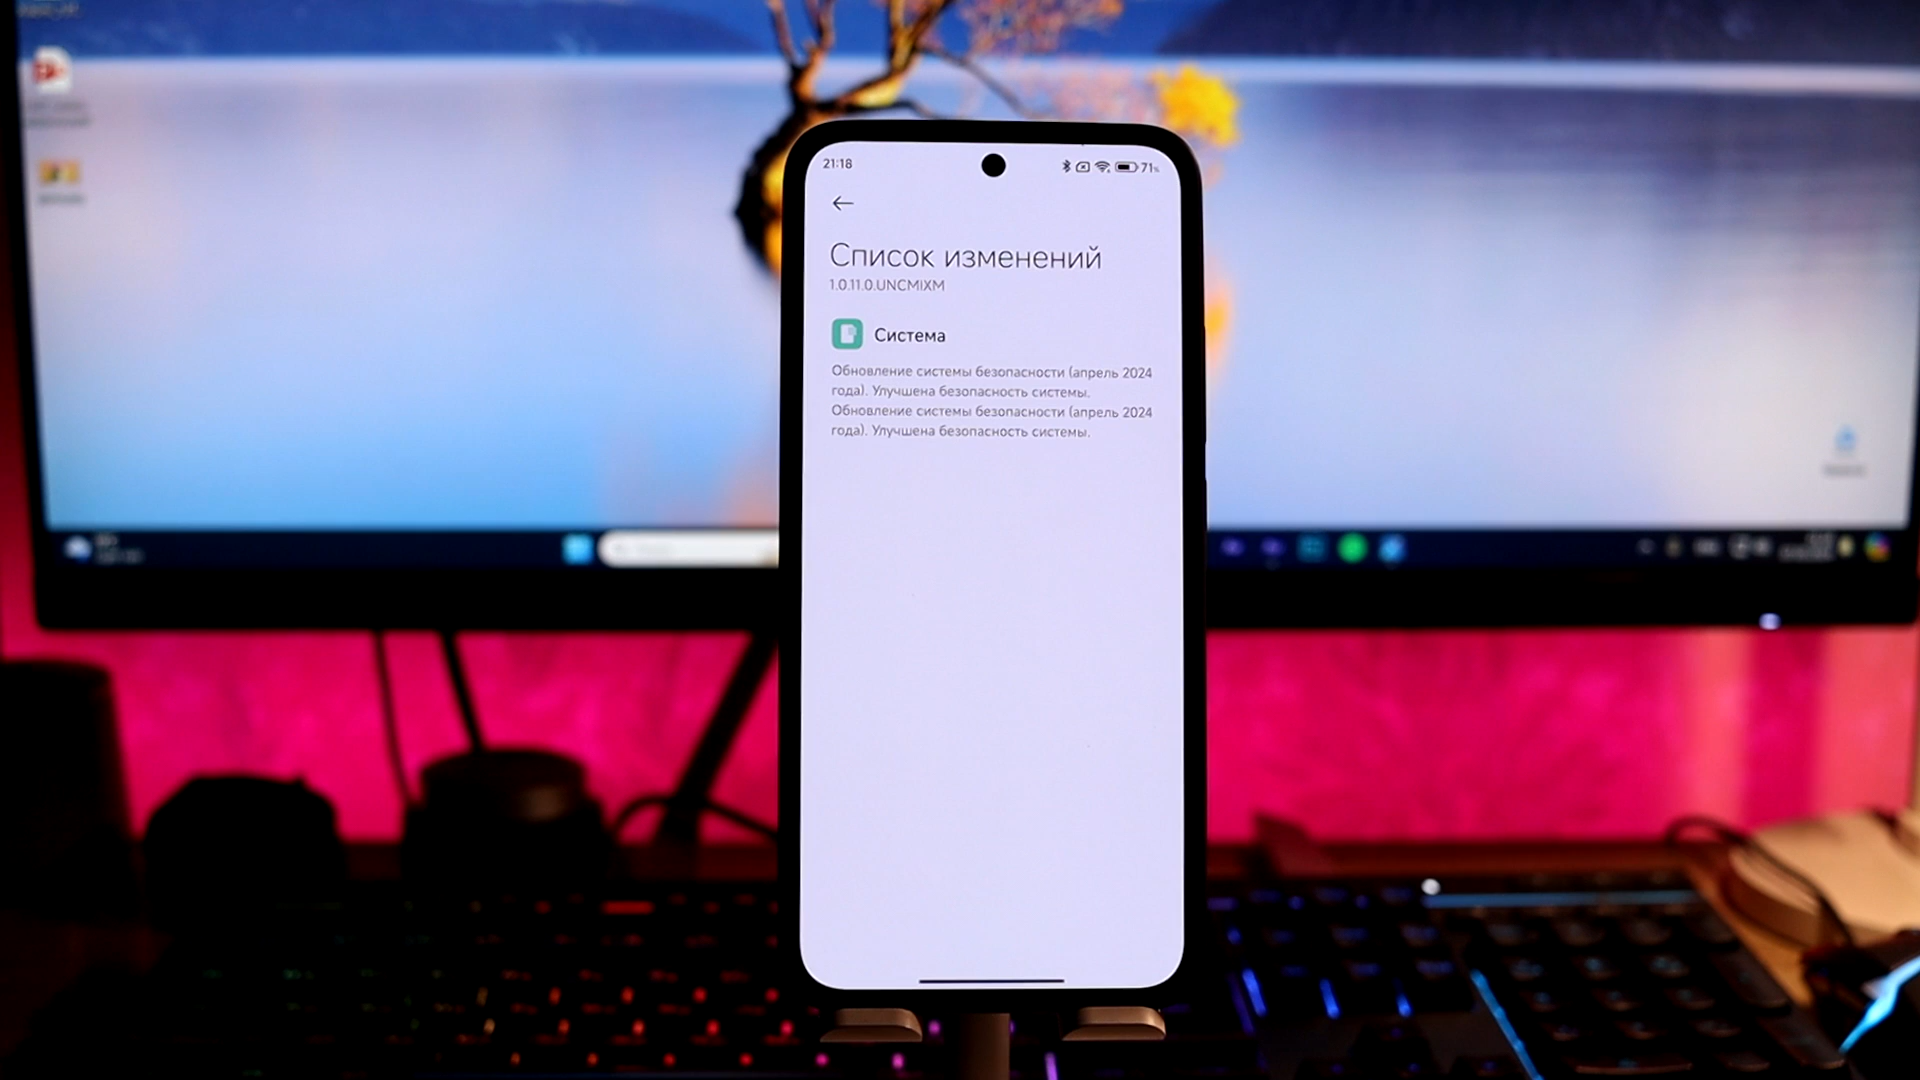 21:18
71%
Список изменений
1.0.11.0.UNCMIXM
Система
Обновление системы безопасности (апрель 2024
года). Улучшена безопасность системы.
Обновление системы безопасности (апрель 2024
года). Улучшена безопасность системы.